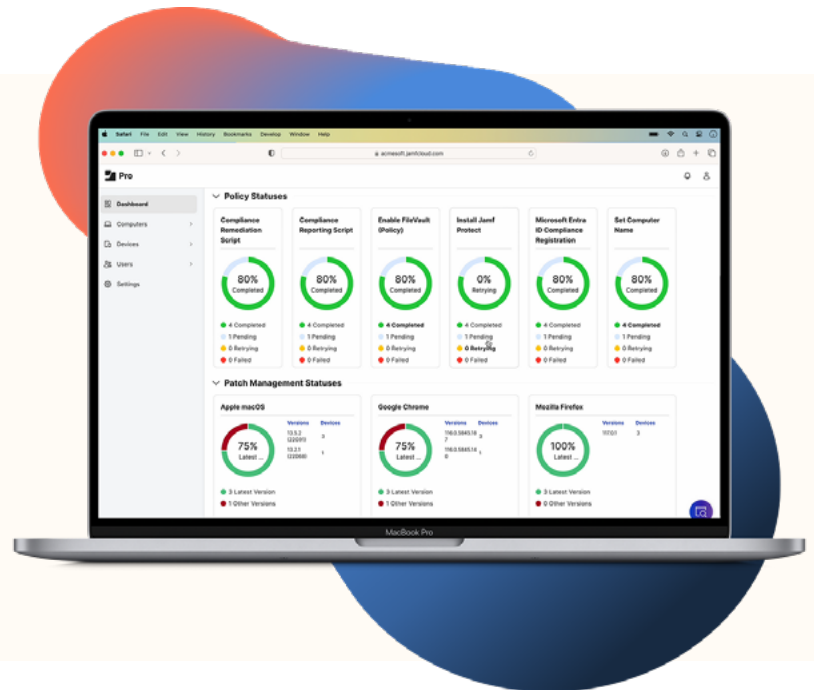 Safari File Edit View History Bookmarks Develop Window Help
acmesoft.jamfcloud.com
Pro
Dashboard
Computers
Devices
Users
Settings
Policy Statuses
Compliance Remediation Script
80%
Completed
4 Completed
1 Pending
0 Retrying
0 Failed
Compliance Reporting Script
80%
Completed
4 Completed
1 Pending
0 Retrying
0 Failed
Enable FileVault (Policy)
80%
Completed
4 Completed
1 Pending
0 Retrying
0 Failed
Install Jamf Protect
0%
Retrying
4 Completed
1 Pending
0 Retrying
0 Failed
Microsoft Entra ID Compliance Registration
80%
Completed
4 Completed
1 Pending
0 Retrying
0 Failed
Set Computer Name
80%
Completed
4 Completed
1 Pending
0 Retrying
0 Failed
Patch Management Statuses
Apple macOS
75%
Latest ...
Versions Devices
13.5.2 3
1
3 Latest Version
1 Other Versions
Google Chrome
75%
Latest ...
Versions Devices
3
1
3 Latest Version
1 Other Versions
Mozilla Firefox
100%
Latest ...
Versions Devices
117.0.1 3
3 Latest Version
0 Other Versions
MacBook Pro